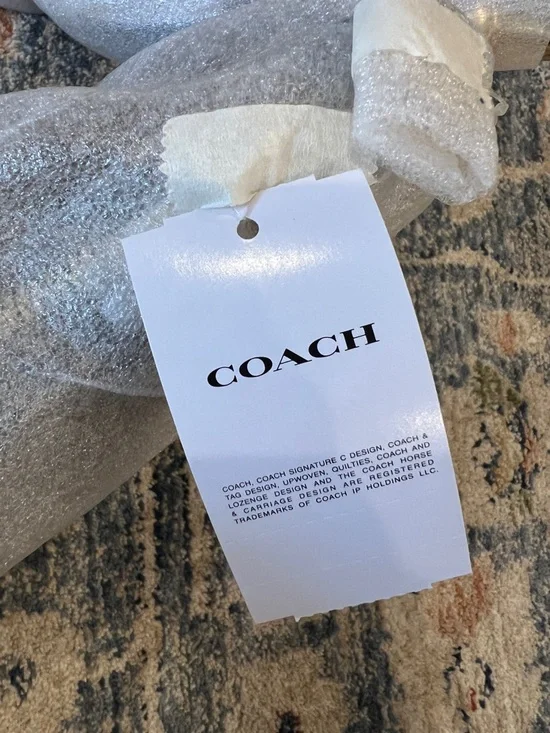 COACH
COACH, COACH SIGNATURE C DESIGN, COACH &
TAG DESIGN, UPWOVEN, QUILTIES, COACH AND
LOZENGE DESIGN AND THE COACH HORSE
& CARRIAGE DESIGN ARE REGISTERED
TRADEMARKS OF COACH IP HOLDINGS LLC.